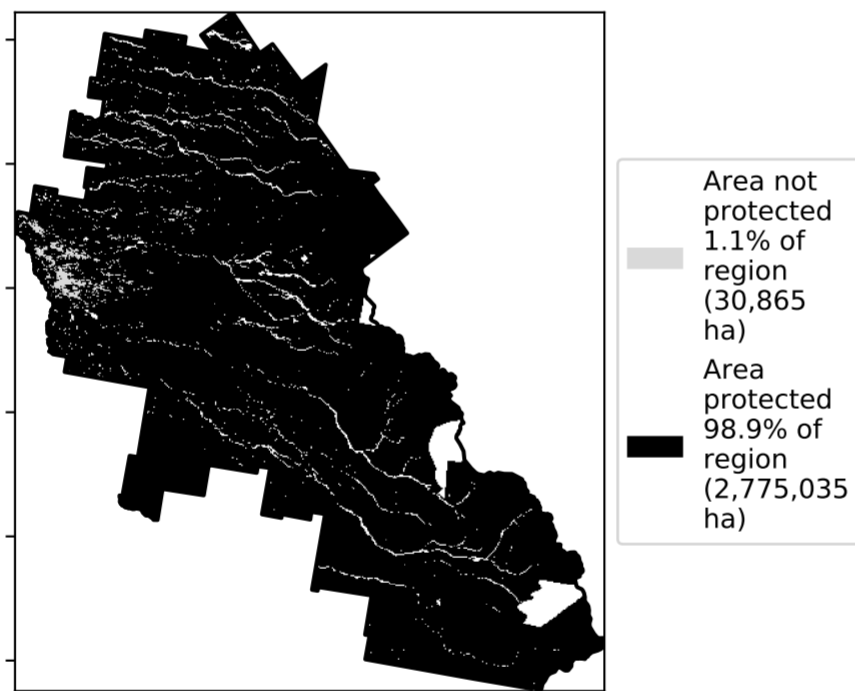 Area not
protected
1.1% of
region
(30,865
ha)
Area
protected
98.9% of
region
(2,775,035
ha)